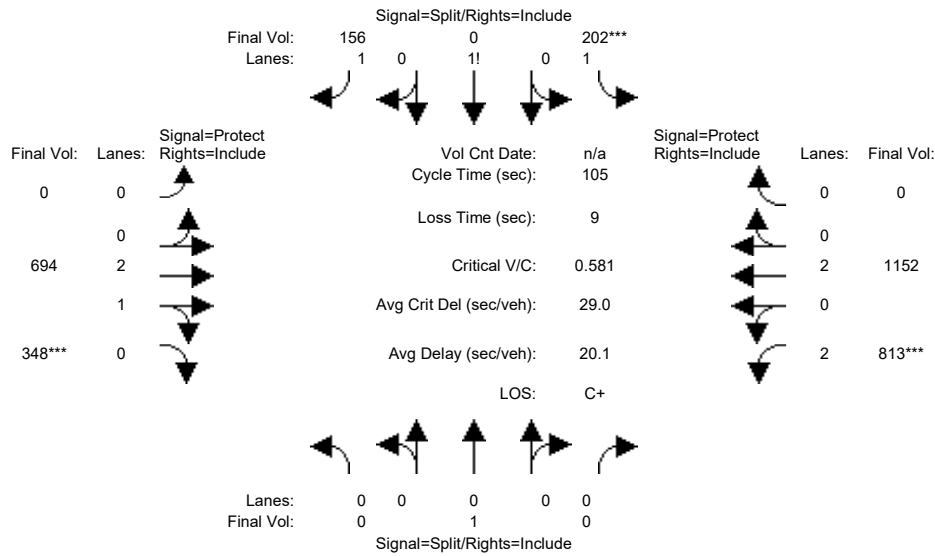 Signal=Split/Rights=Include
Final Vol: 156 0 202***
Lanes: 1 0 1! 0 1
Signal=Protect Signal=Protect
Final Vol: Lanes: Rights=Include Vol Cnt Date: n/a Rights=Include Lanes: Final Vol:
Cycle Time (sec): 105
0 0 0 0
Loss Time (sec): 9
0 0
694 2 Critical V/C: 0.581 2 1152
1 Avg Crit Del (sec/veh): 29.0 0
348*** 0 Avg Delay (sec/veh): 20.1 2 813***
LOS: C+
Lanes: 0 0 0 0 0
Final Vol: 0 1 0
Signal=Split/Rights=Include